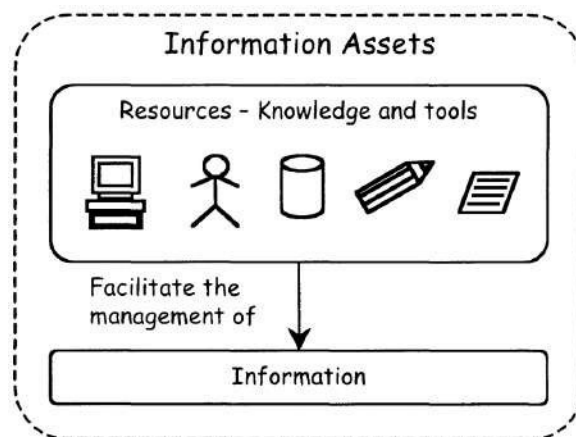 Information Assets
Resources - Knowledge and tools
Facilitate the
management of
Information